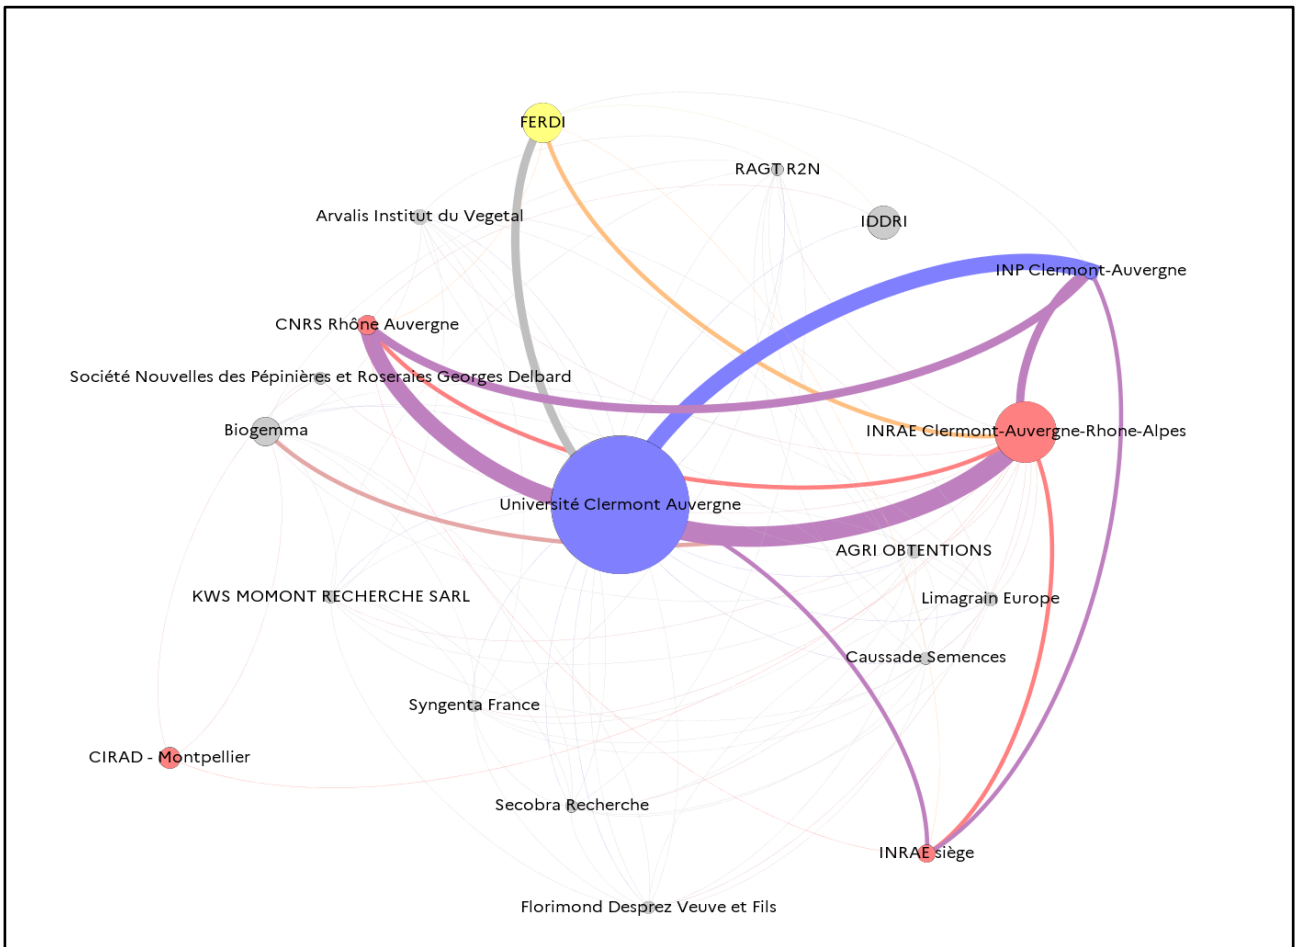 FERDI
RAGT R2N
Arvalis Institut du Vegetal
IDDRI
INP Clermont-Auvergne
CNRS Rhône Auvergne
Société Nouvelles des Pépinières et Roseraies Georges Delbard
Biogemma
INRAE Clermont-Auvergne-Rhone-Alpes
Université Clermont Auvergne
AGRI OBTENTIONS
KWS MOMONT RECHERCHE SARL
Limagrain Europe
Caussade Semences
Syngenta France
CIRAD - Montpellier
Secobra Recherche
INRAE siège
Florimond Desprez Veuve et Fils